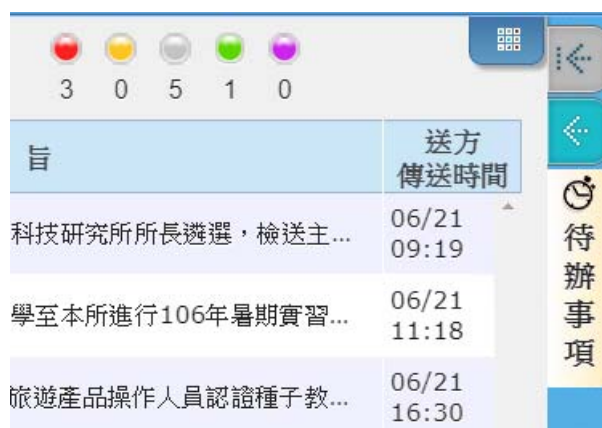 3 0 5 1 0
旨
送方
傳送時間
科技研究所所長遴選，檢送主...
06/21
09:19
學至本所進行106年暑期實習...
06/21
11:18
旅遊產品操作人員認證種子教...
06/21
16:30
待辦事項